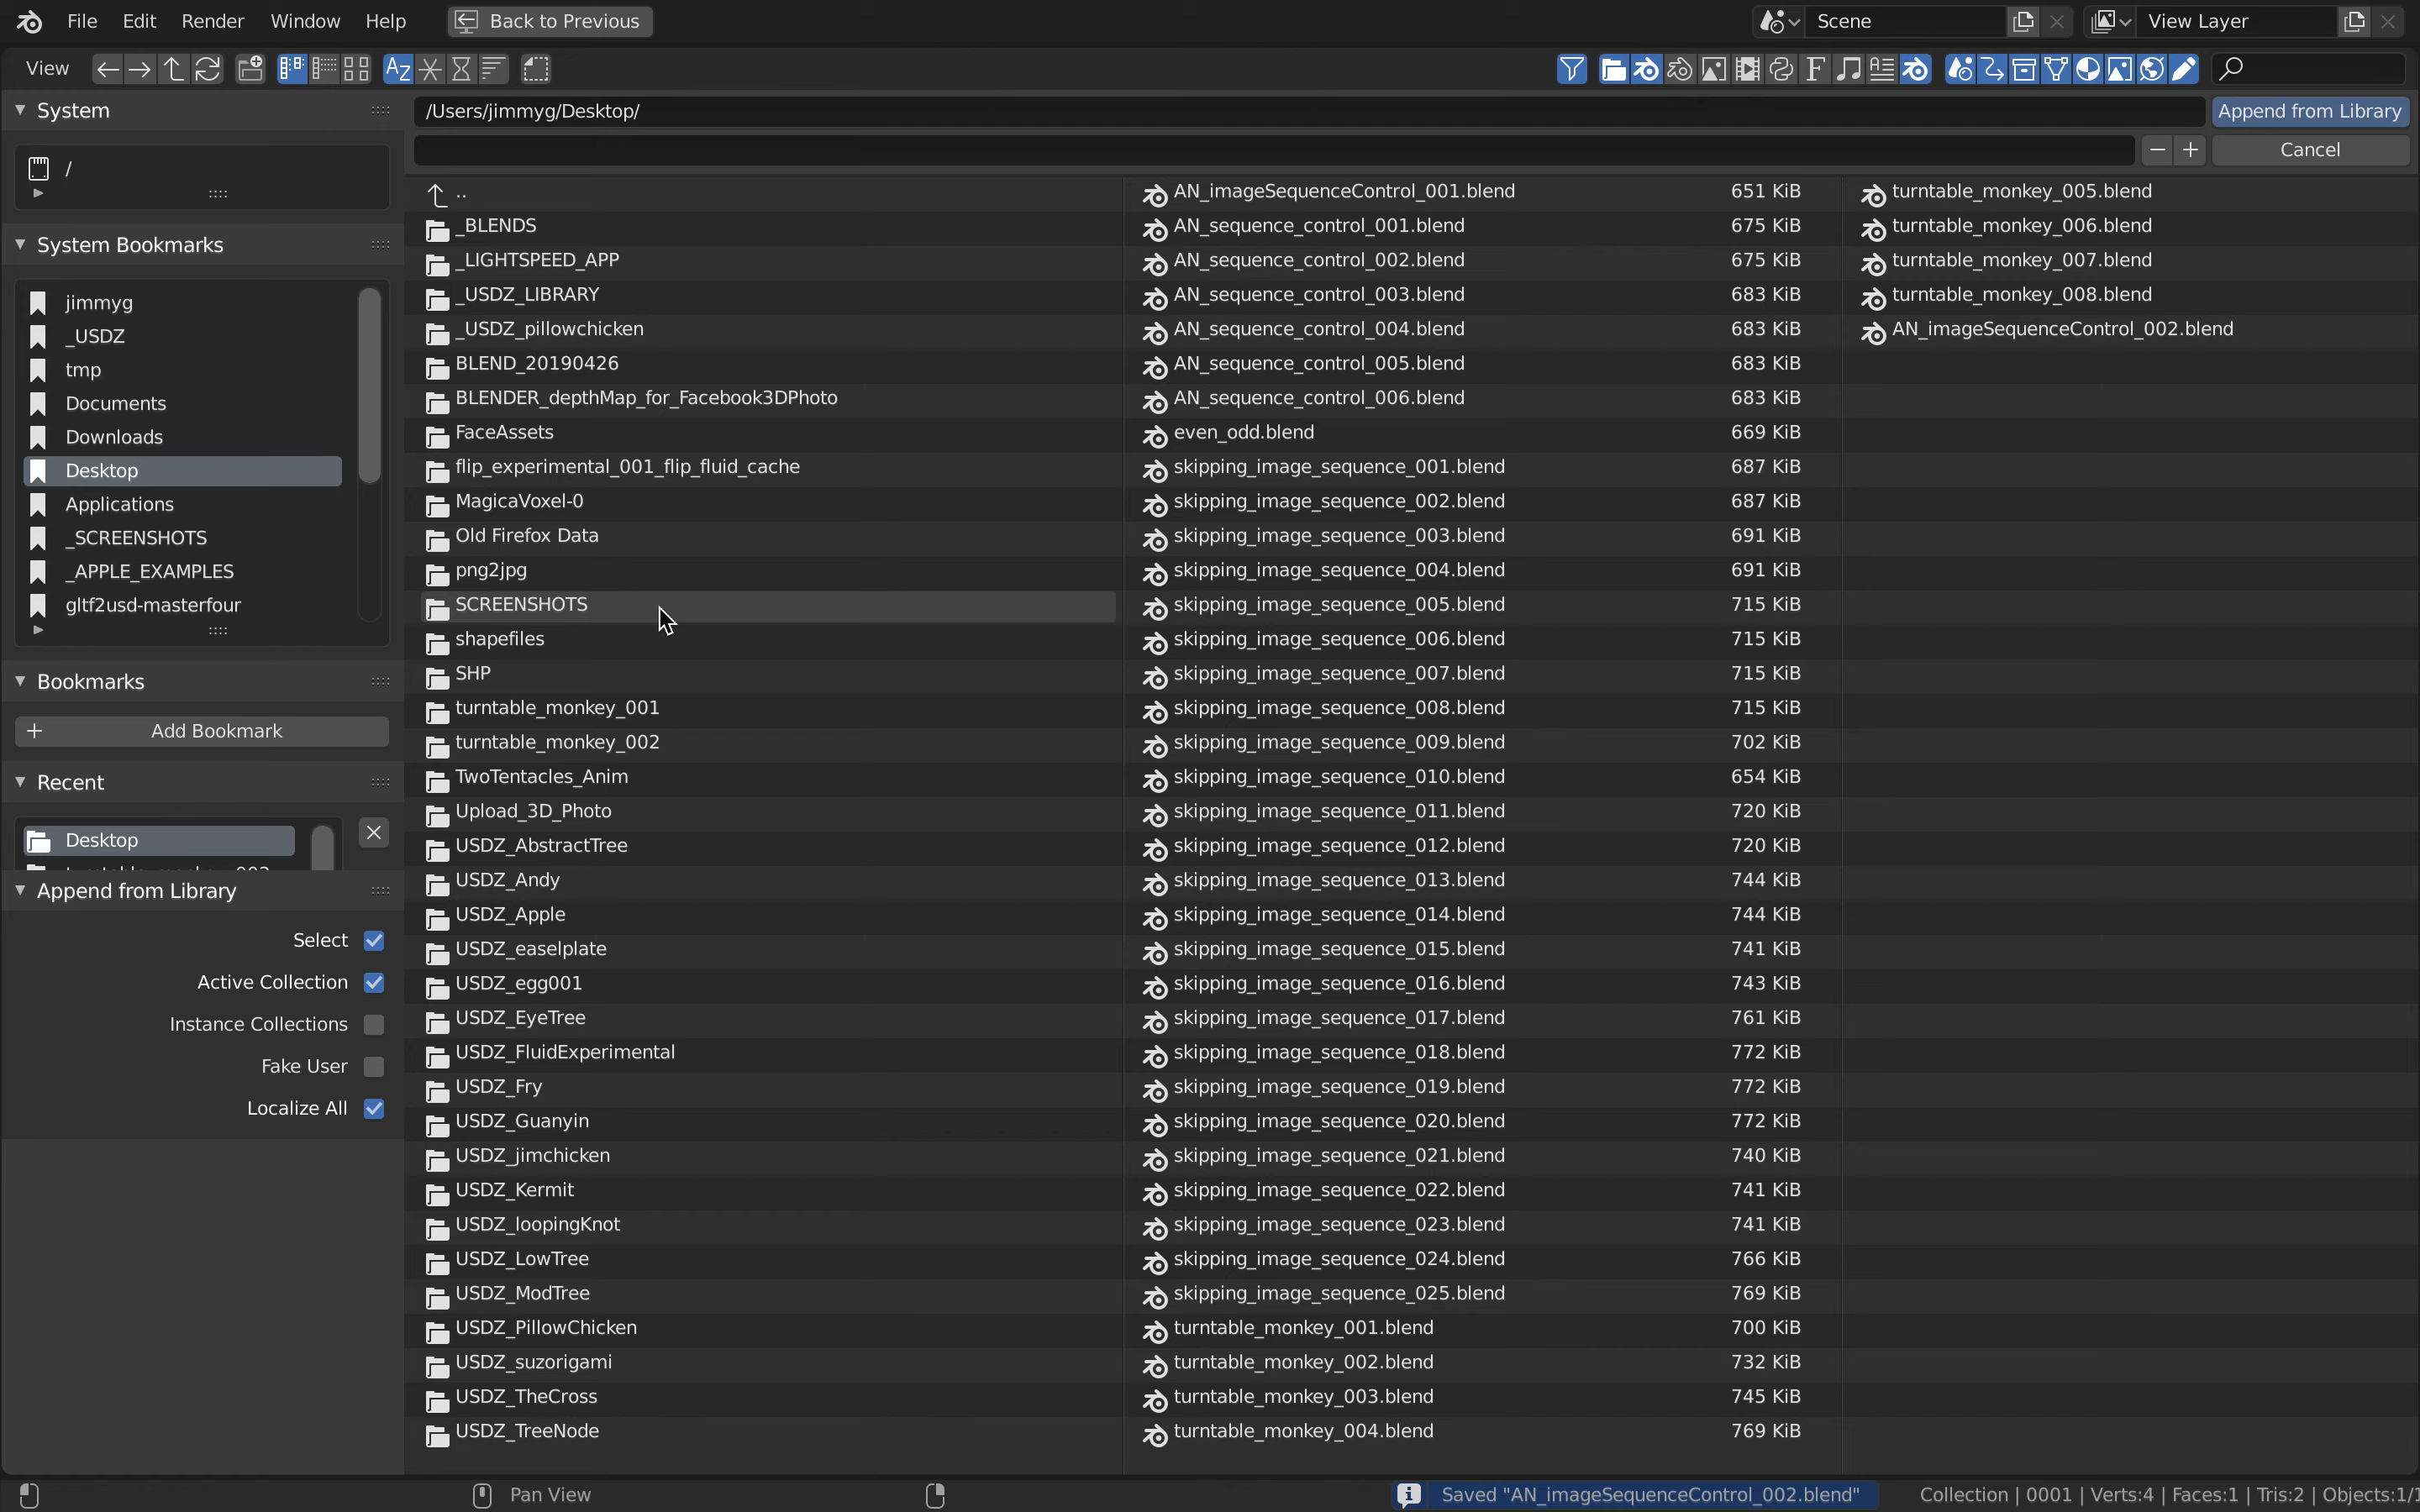 File Edit Render Window Help Back to Previous Scene View Layer
View
System
/
System Bookmarks
jimmyg
_USDZ
tmp
Documents
Downloads
Desktop
Applications
_SCREENSHOTS
_APPLE_EXAMPLES
gltf2usd-masterfour
Bookmarks
Add Bookmark
Recent
Desktop
Append from Library
Select
Active Collection
Instance Collections
Fake User
Localize All
/Users/jimmyg/Desktop/ Append from Library
Cancel
..
_BLENDS
_LIGHTSPEED_APP
_USDZ_LIBRARY
_USDZ_pillowchicken
BLEND_20190426
BLENDER_depthMap_for_Facebook3DPhoto
FaceAssets
flip_experimental_001_flip_fluid_cache
MagicaVoxel-0
Old Firefox Data
png2jpg
SCREENSHOTS
shapefiles
SHP
turntable_monkey_001
turntable_monkey_002
TwoTentacles_Anim
Upload_3D_Photo
USDZ_AbstractTree
USDZ_Andy
USDZ_Apple
USDZ_easelplate
USDZ_egg001
USDZ_EyeTree
USDZ_FluidExperimental
USDZ_Fry
USDZ_Guanyin
USDZ_jimchicken
USDZ_Kermit
USDZ_loopingKnot
USDZ_LowTree
USDZ_ModTree
USDZ_PillowChicken
USDZ_suzorigami
USDZ_TheCross
USDZ_TreeNode
AN_imageSequenceControl_001.blend 651 KiB
AN_sequence_control_001.blend 675 KiB
AN_sequence_control_002.blend 675 KiB
AN_sequence_control_003.blend 683 KiB
AN_sequence_control_004.blend 683 KiB
AN_sequence_control_005.blend 683 KiB
AN_sequence_control_006.blend 683 KiB
even_odd.blend 669 KiB
skipping_image_sequence_001.blend 687 KiB
skipping_image_sequence_002.blend 687 KiB
skipping_image_sequence_003.blend 691 KiB
skipping_image_sequence_004.blend 691 KiB
skipping_image_sequence_005.blend 715 KiB
skipping_image_sequence_006.blend 715 KiB
skipping_image_sequence_007.blend 715 KiB
skipping_image_sequence_008.blend 715 KiB
skipping_image_sequence_009.blend 702 KiB
skipping_image_sequence_010.blend 654 KiB
skipping_image_sequence_011.blend 720 KiB
skipping_image_sequence_012.blend 720 KiB
skipping_image_sequence_013.blend 744 KiB
skipping_image_sequence_014.blend 744 KiB
skipping_image_sequence_015.blend 741 KiB
skipping_image_sequence_016.blend 743 KiB
skipping_image_sequence_017.blend 761 KiB
skipping_image_sequence_018.blend 772 KiB
skipping_image_sequence_019.blend 772 KiB
skipping_image_sequence_020.blend 772 KiB
skipping_image_sequence_021.blend 740 KiB
skipping_image_sequence_022.blend 741 KiB
skipping_image_sequence_023.blend 741 KiB
skipping_image_sequence_024.blend 766 KiB
skipping_image_sequence_025.blend 769 KiB
turntable_monkey_001.blend 700 KiB
turntable_monkey_002.blend 732 KiB
turntable_monkey_003.blend 745 KiB
turntable_monkey_004.blend 769 KiB
turntable_monkey_005.blend
turntable_monkey_006.blend
turntable_monkey_007.blend
turntable_monkey_008.blend
AN_imageSequenceControl_002.blend
Pan View Saved "AN_imageSequenceControl_002.blend" Collection | 0001 | Verts:4 | Faces:1 | Tris:2 | Objects:1/1